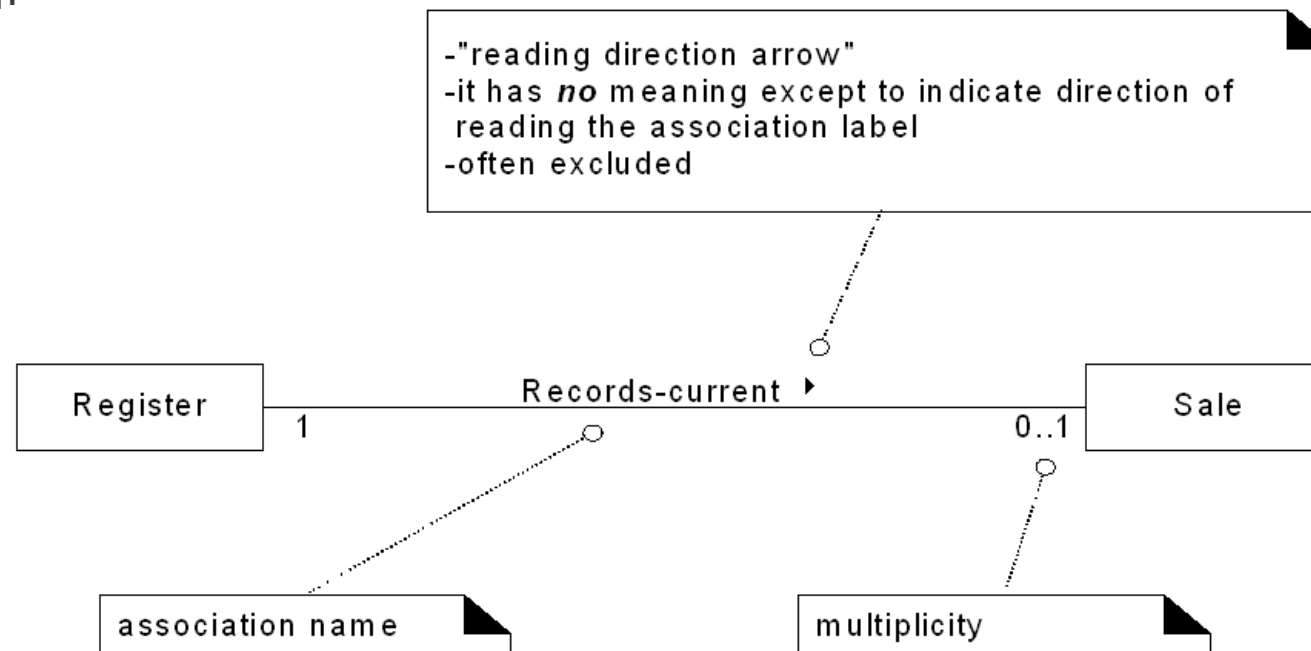 -"reading direction arrow"
-it has no meaning except to indicate direction of
reading the association label
-often excluded
Records-current
Register
Sale
1
0..1
association name
multiplicity